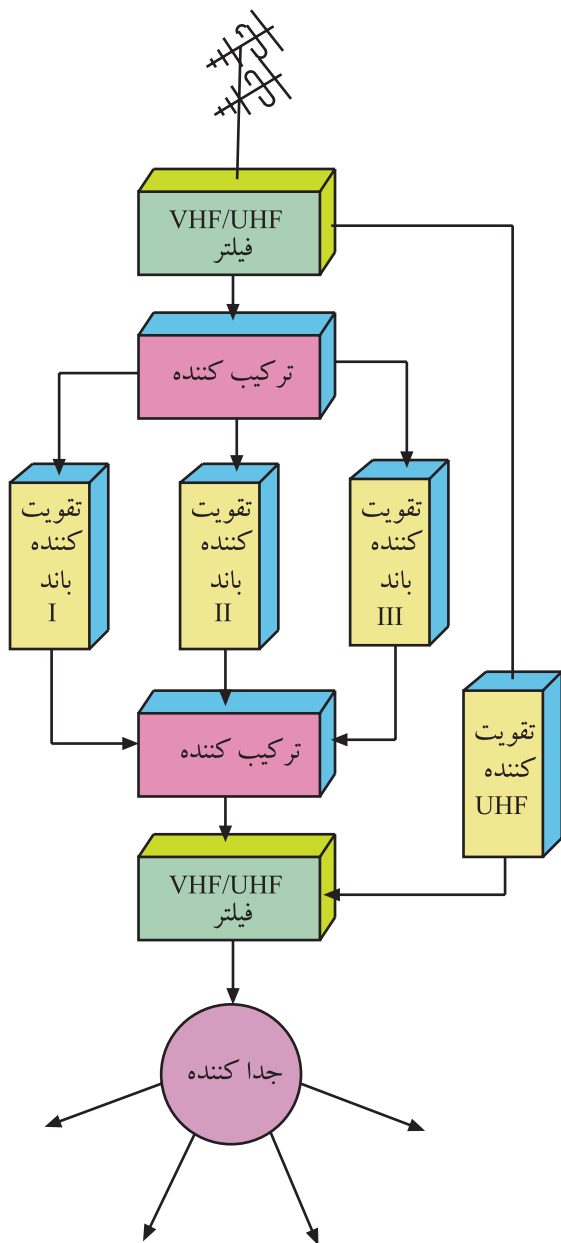 VHF/UHF
فیلتر
ترکیب کننده
تقویت
کننده
باند
I
تقویت
کننده
باند
II
تقویت
کننده
باند
III
ترکیب کننده
تقویت
کننده
UHF
VHF/UHF
فیلتر
جدا کننده